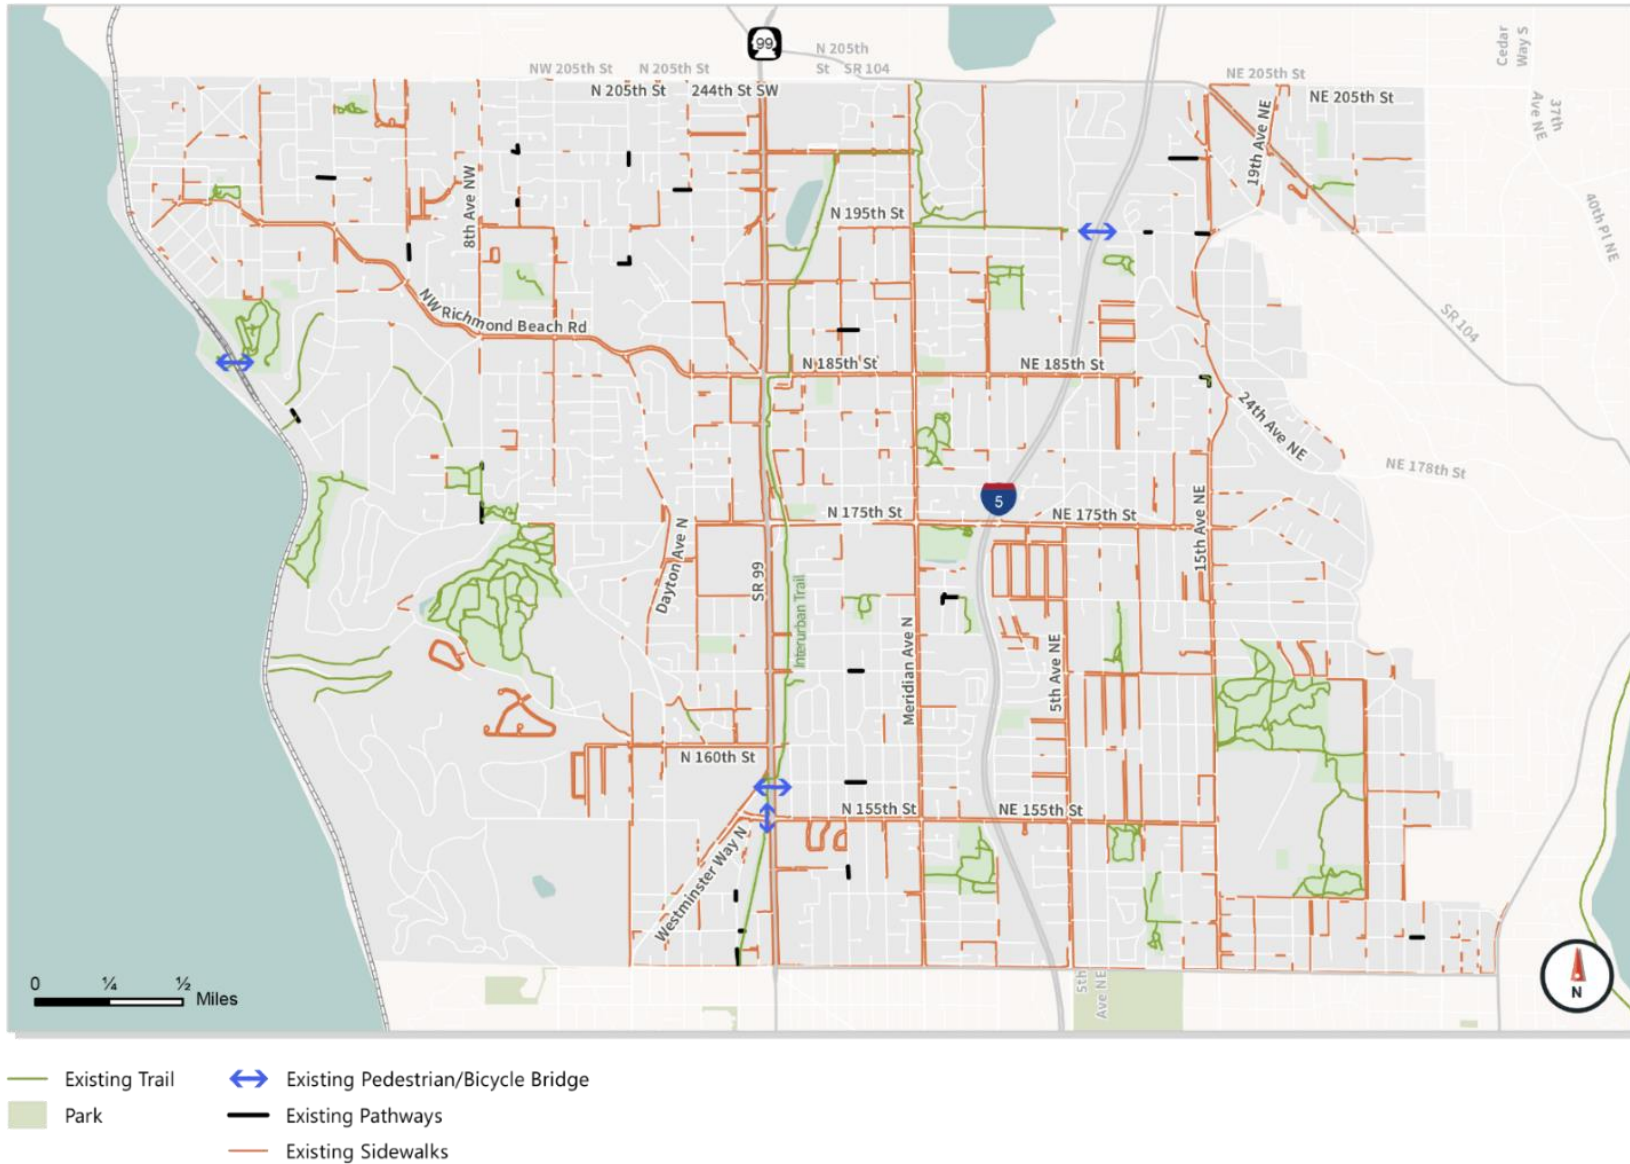 99
N 205th
St SR 104
NW 205th St
N 205th St
N 205th St
244th St SW
NE 205th St
NE 205th St
Cedar
Way S
37th
Ave NE
40th Pl NE
19th Ave NE
8th Ave NW
N 195th St
NW Richmond Beach Rd
N 185th St
NE 185th St
SR 104
24th Ave NE
NE 178th St
5
N 175th St
NE 175th St
15th Ave NE
Dayton Ave N
SR 99
Interurban Trail
Meridian Ave N
5th Ave NE
N 160th St
N 155th St
NE 155th St
Westminster Way N
5th
Ave NE
0 ¼ ½
Miles
N
Existing Trail
Park
Existing Pedestrian/Bicycle Bridge
Existing Pathways
Existing Sidewalks